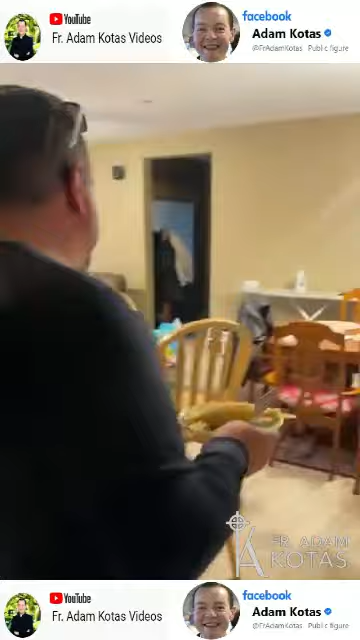 YouTube
Fr. Adam Kotas Videos
facebook
Adam Kotas
@FrAdamKotas · Public figure
FR. ADAM
KOTAS
YouTube
Fr. Adam Kotas Videos
facebook
Adam Kotas
@FrAdamKotas · Public figure